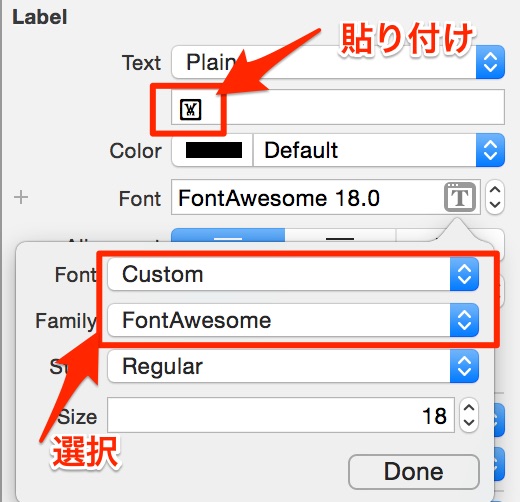 Label
貼り付け
Text Plain
Color Default
Font FontAwesome 18.0
T
Font Custom
Family FontAwesome
Regular
Size 18
選択
Done